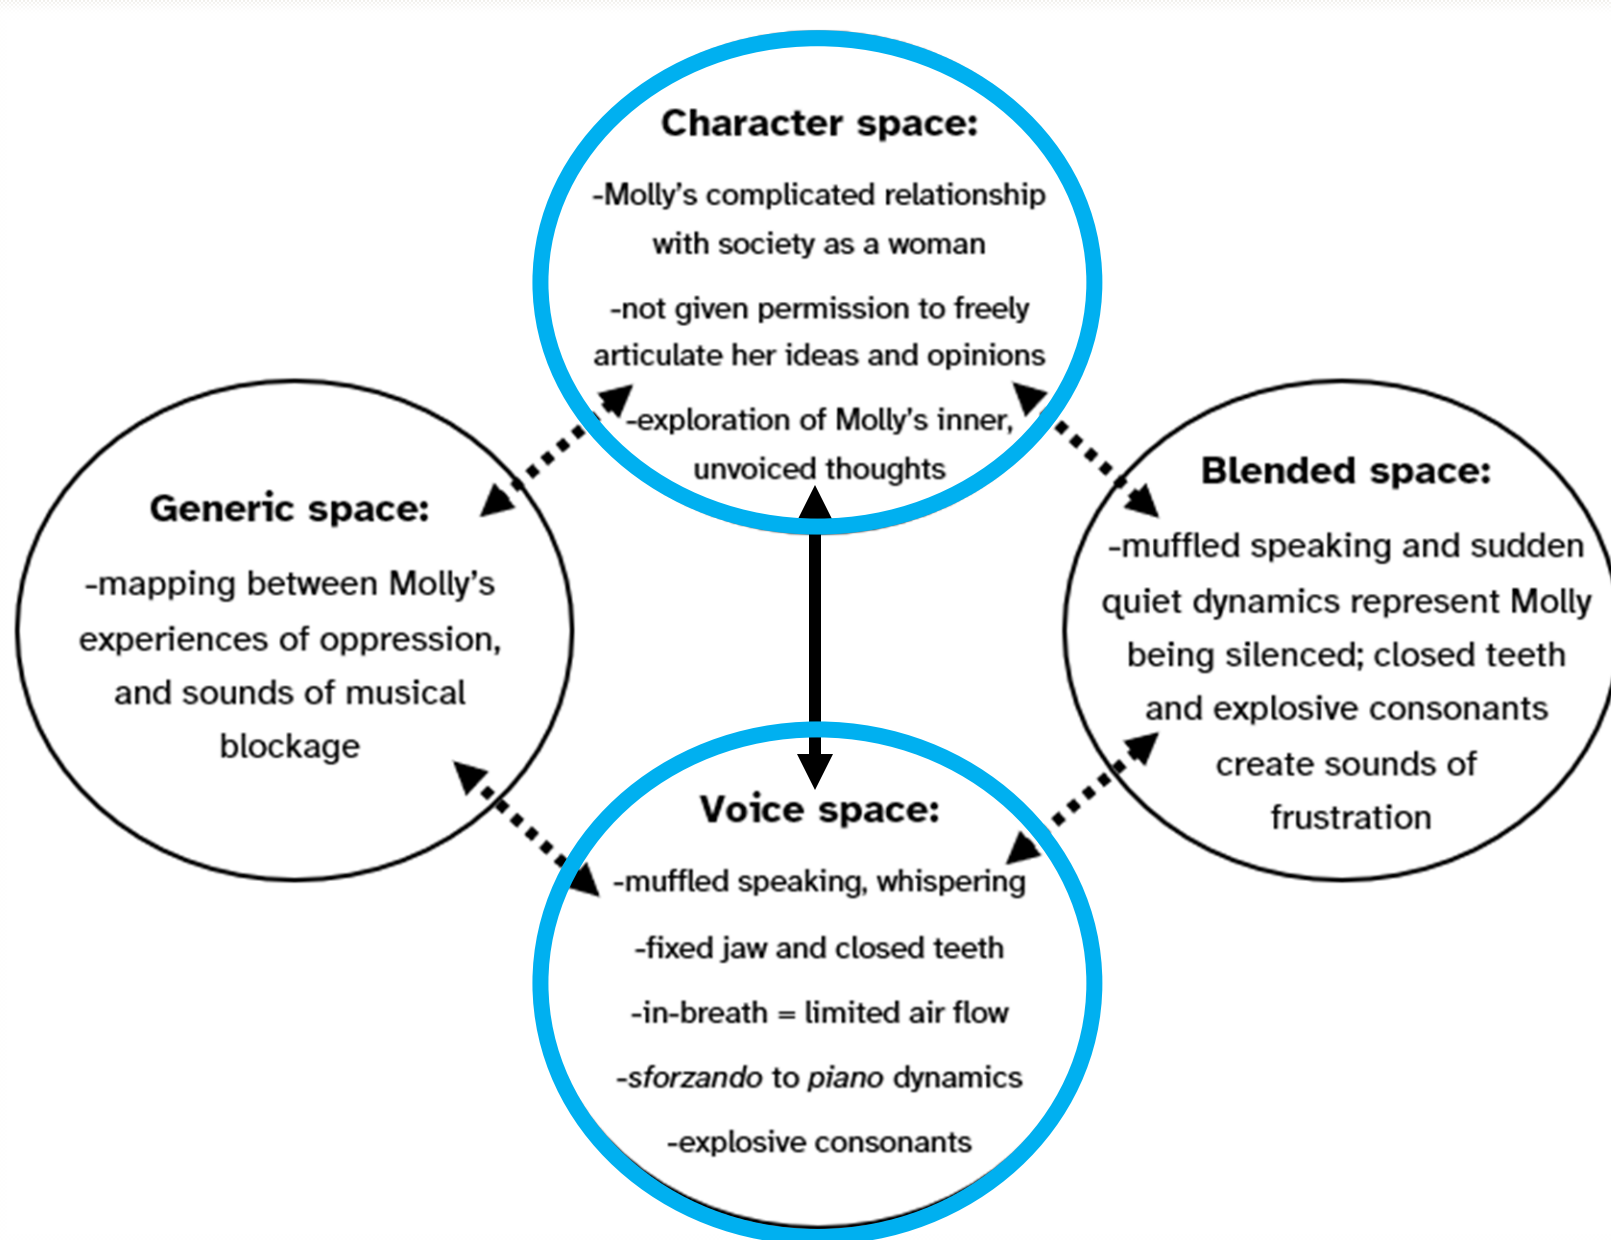 Character space:
-Molly’s complicated relationship
with society as a woman
-not given permission to freely
articulate her ideas and opinions
-exploration of Molly’s inner,
unvoiced thoughts
Generic space:
-mapping between Molly’s
experiences of oppression,
and sounds of musical
blockage
Blended space:
-muffled speaking and sudden
quiet dynamics represent Molly
being silenced; closed teeth
and explosive consonants
create sounds of
frustration
Voice space:
-muffled speaking, whispering
-fixed jaw and closed teeth
-in-breath = limited air flow
-sforzando to piano dynamics
-explosive consonants